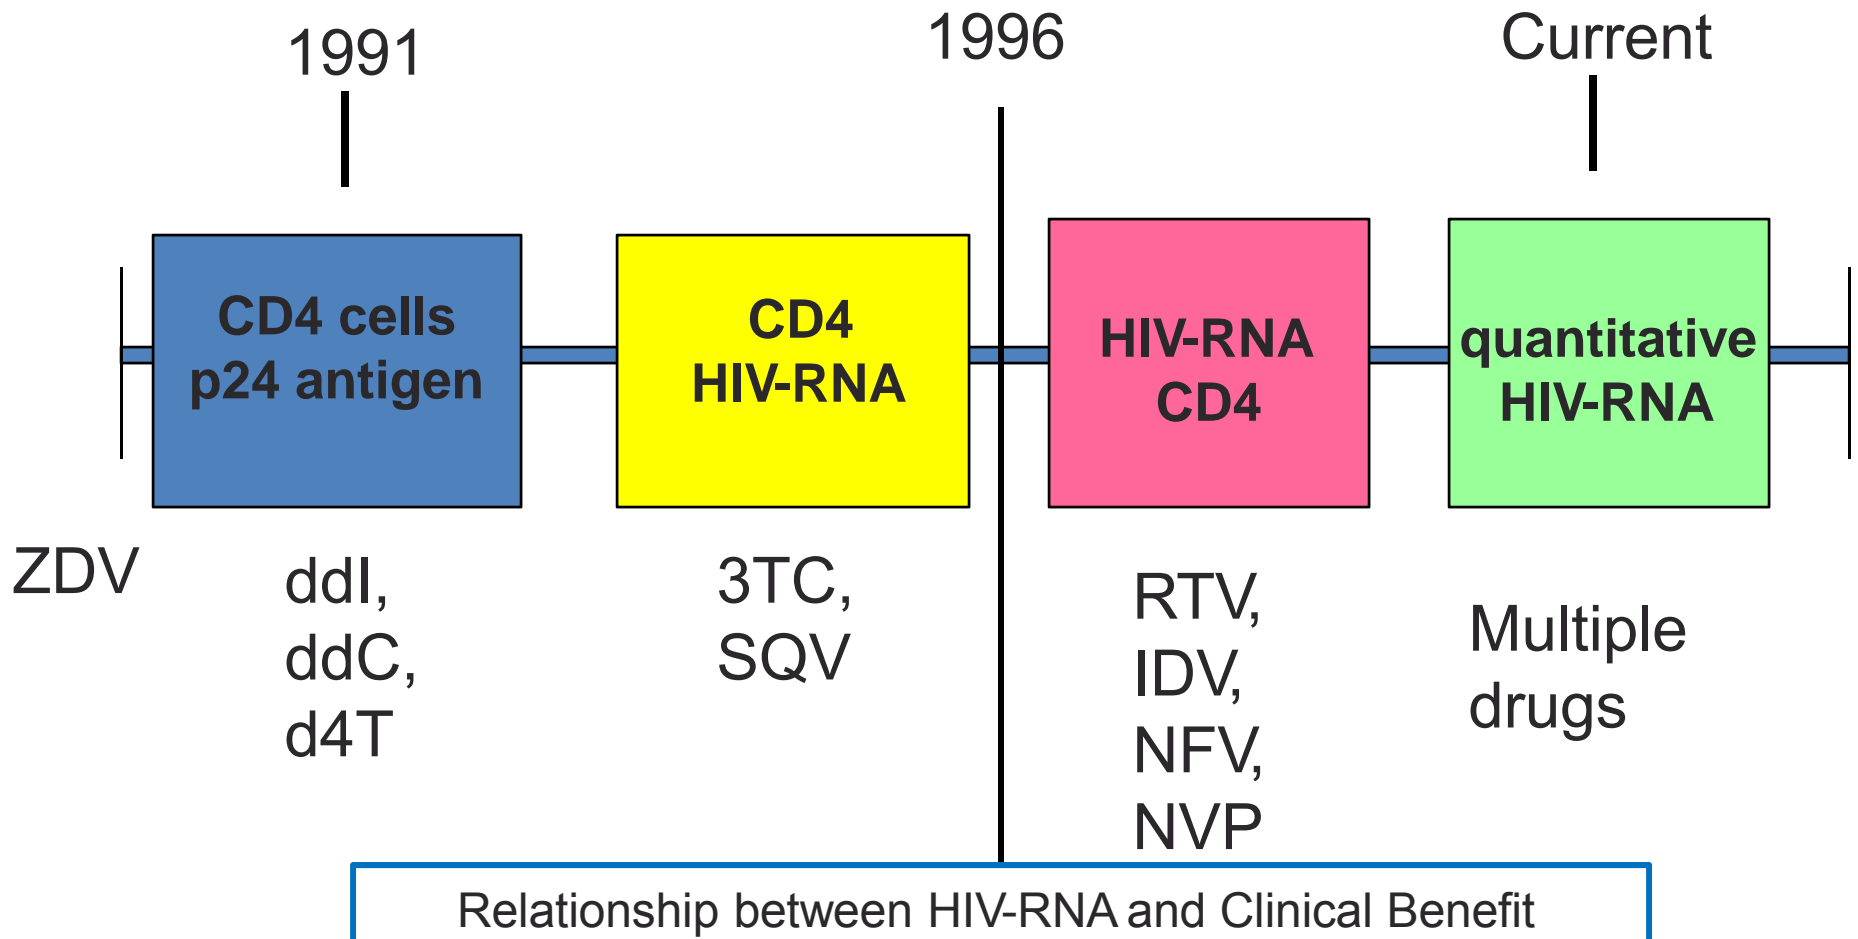 1991
1996
Current
CD4 cells
p24 antigen
CD4
HIV-RNA
HIV-RNA
CD4
quantitative
HIV-RNA
ZDV
ddI,
ddC,
d4T
3TC,
SQV
RTV,
IDV,
NFV,
NVP
Multiple
drugs
Relationship between HIV-RNA and Clinical Benefit